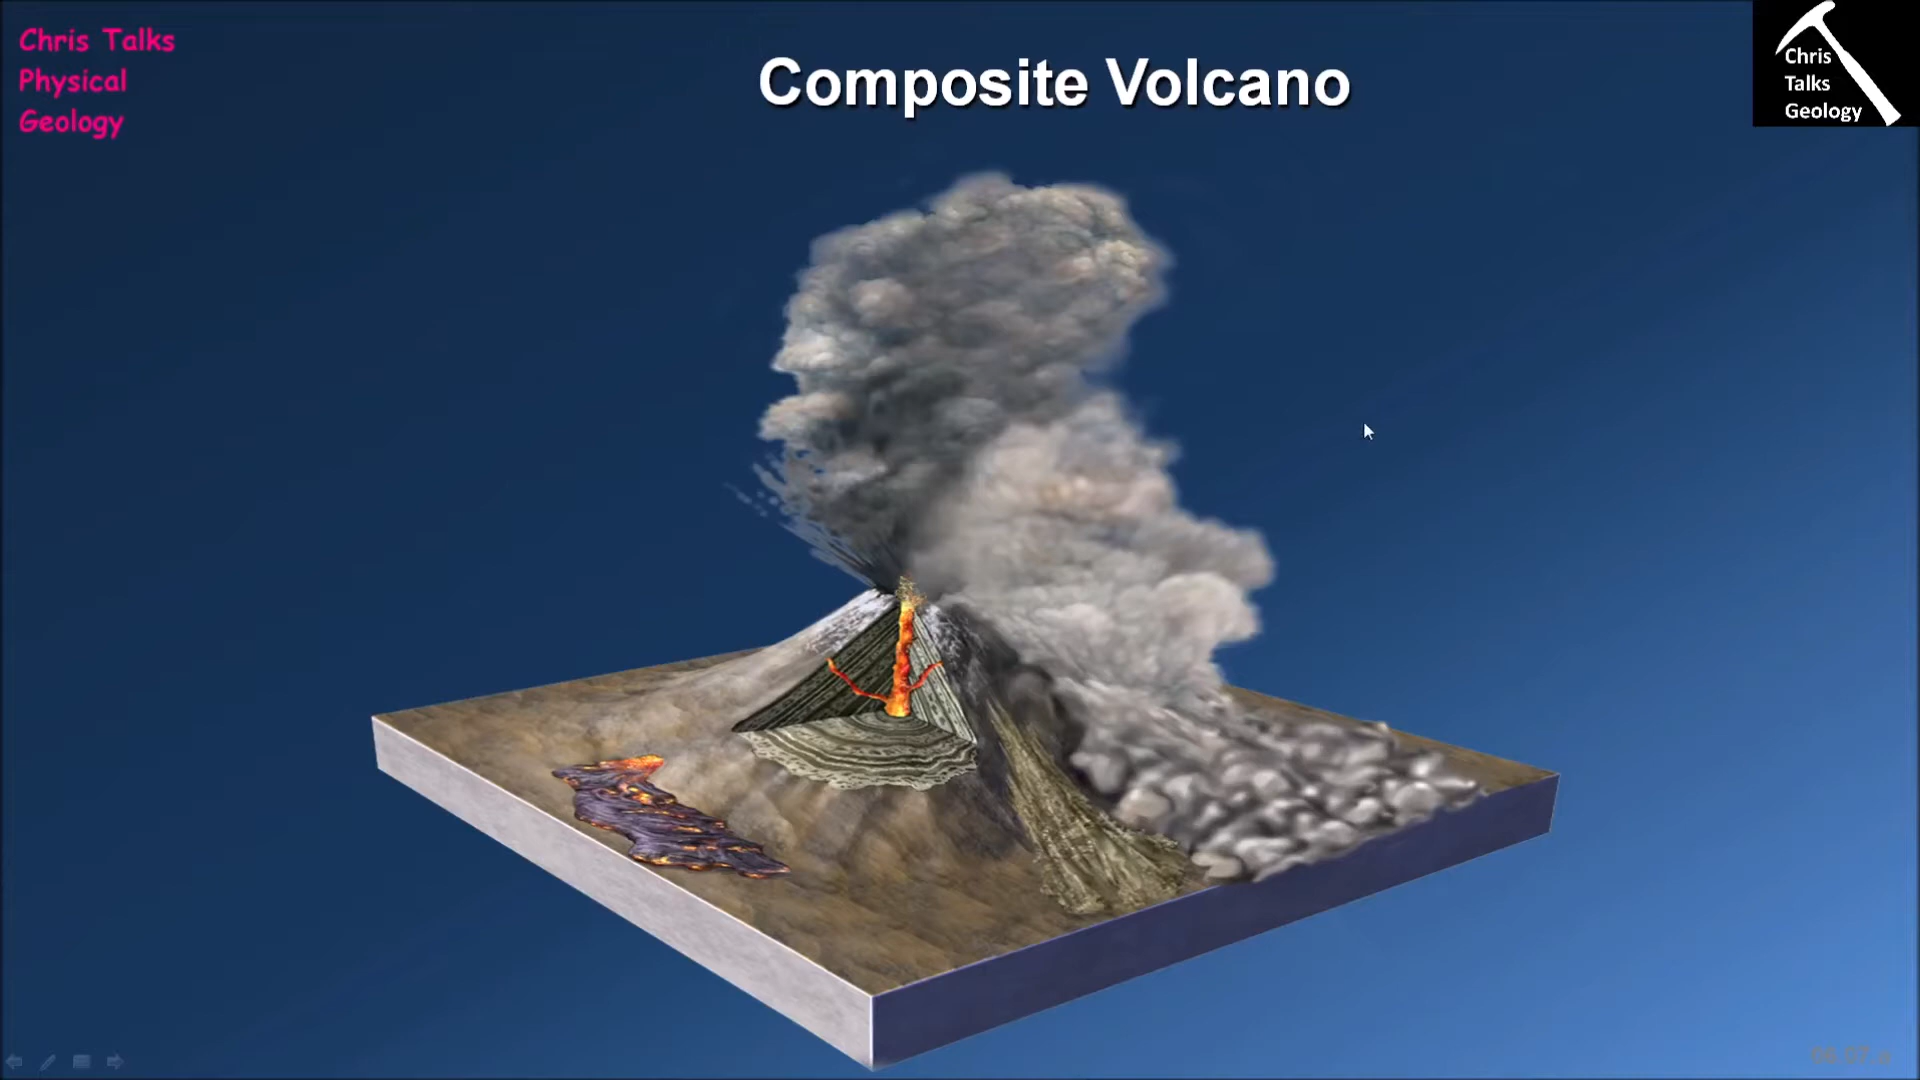 Chris Talks
Physical
Geology
Composite Volcano
Chris
Talks
Geology